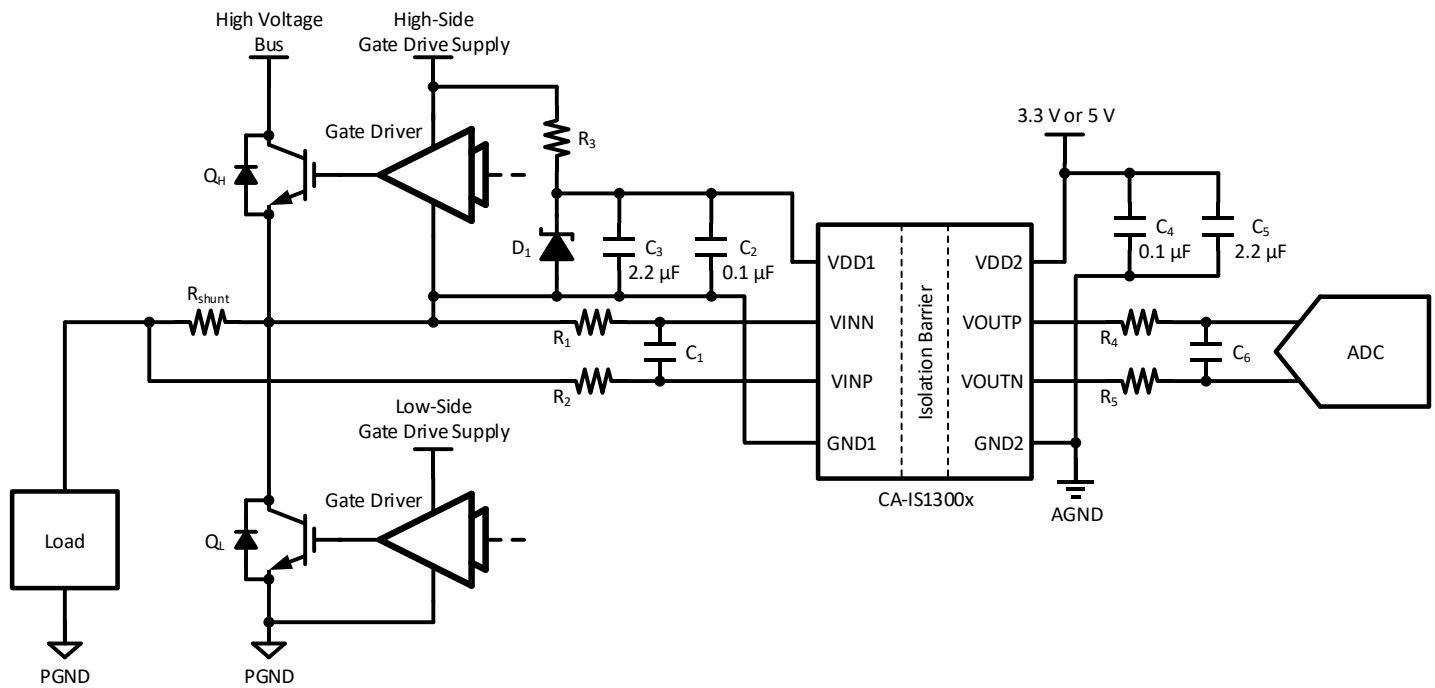 High Voltage
Bus
High-Side
Gate Drive Supply
3.3 V or 5 V
Gate Driver
R3
QH
C4
0.1 µF
C5
2.2 µF
D1
C3
2.2 µF
C2
0.1 µF
VDD1
VDD2
Rshunt
R1
VINN
VOUTP
R4
C1
Isolation Barrier
C6
ADC
R2
VINP
VOUTN
R5
Low-Side
Gate Drive Supply
GND1
GND2
Gate Driver
CA-IS1300x
AGND
Load
QL
PGND
PGND